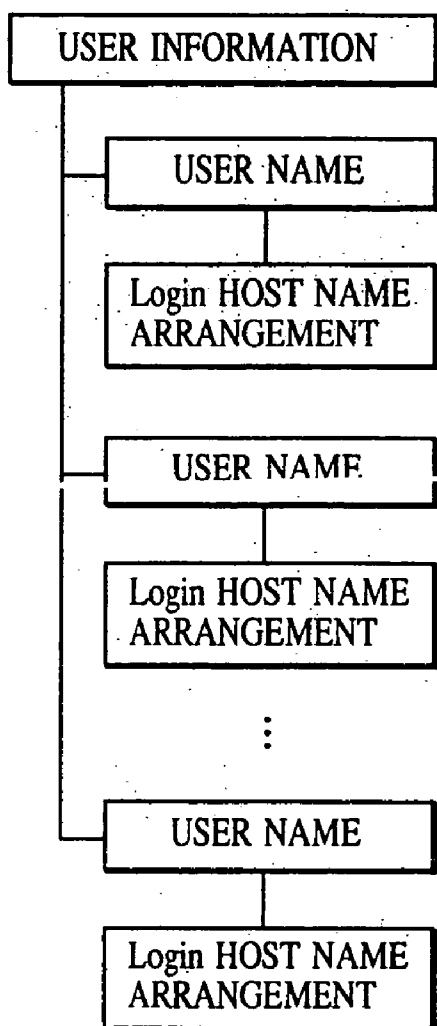 USER INFORMATION
USER NAME
Login HOST NAME
ARRANGEMENT
USER NAME
Login HOST NAME
ARRANGEMENT
⋮
USER NAME
Login HOST NAME
ARRANGEMENT